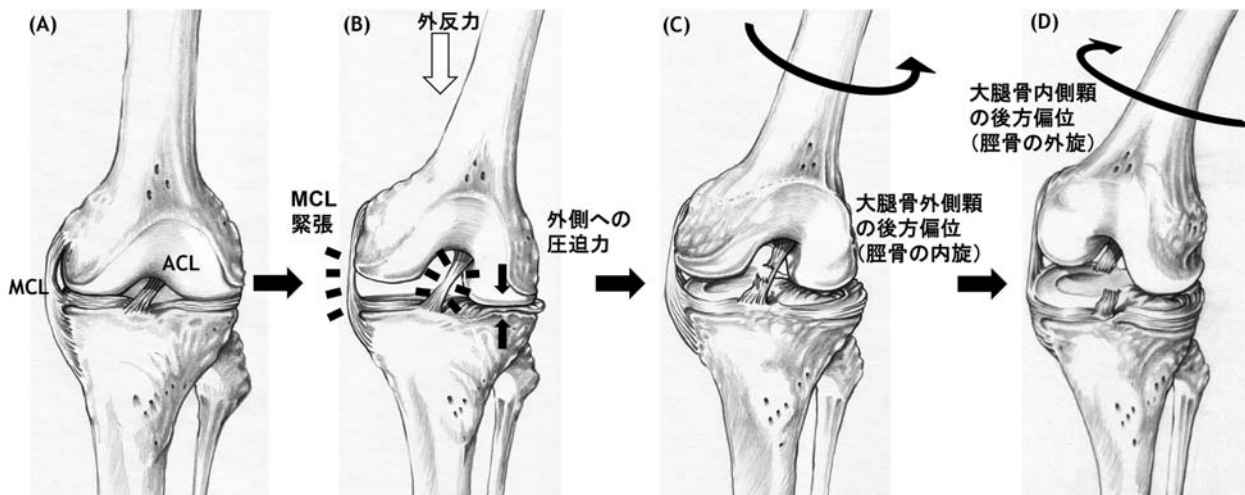 (A)
MCL
ACL
(B)
外反力
MCL
緊張
外側への
圧迫力
(C)
大腿骨外側顆
の後方偏位
(脛骨の内旋)
(D)
大腿骨内側顆
の後方偏位
(脛骨の外旋)